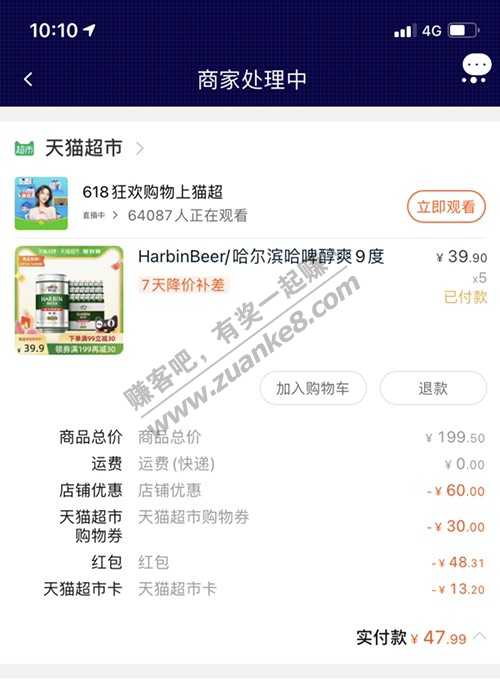 10:10
4G
商家处理中
超市 天猫超市
618狂欢购物上猫超
直播中 64087人正在观看
立即观看
HarbinBeer/哈尔滨哈啤醇爽9度
¥ 39.90
x5
7天降价补差
已付款
HARBIN
¥ 39.9
下单满99立减30
领券满199再减30
赚客吧，有奖一起赚！
www.zuanke8.com
加入购物车
退款
商品总价 商品总价 ¥ 199.50
运费 运费(快递) ¥ 0.00
店铺优惠 店铺优惠 -¥ 60.00
天猫超市 天猫超市购物券 -¥ 30.00
购物券
红包 红包 -¥ 48.31
天猫超市卡 天猫超市卡 -¥ 13.20
实付款 ¥ 47.99